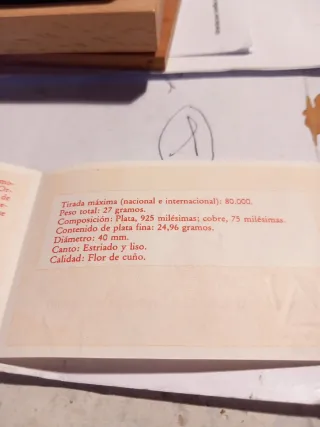 Tirada máxima (nacional e internacional): 80.000.
Peso total: 27 gramos.
Composición: Plata, 925 milésimas; cobre, 75 milésimas.
Contenido de plata fina: 24,96 gramos.
Diámetro: 40 mm.
Canto: Estriado y liso.
Calidad: Flor de cuño.